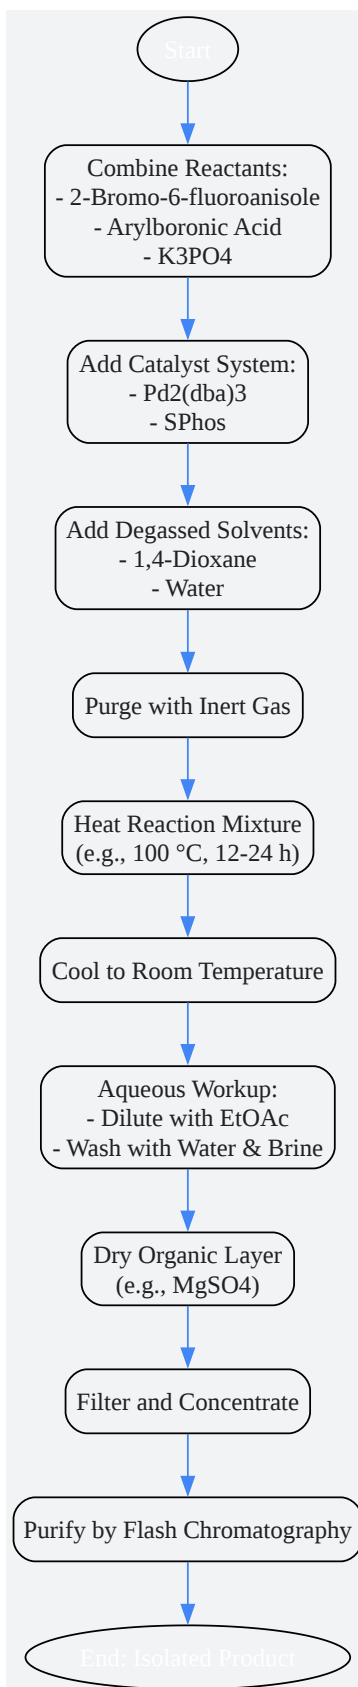 Start
Combine Reactants:
- 2-Bromo-6-fluoroanisole
- Arylboronic Acid
- K3PO4
Add Catalyst System:
- Pd2(dba)3
- SPhos
Add Degassed Solvents:
- 1,4-Dioxane
- Water
Purge with Inert Gas
Heat Reaction Mixture
(e.g., 100 °C, 12-24 h)
Cool to Room Temperature
Aqueous Workup:
- Dilute with EtOAc
- Wash with Water & Brine
Dry Organic Layer
(e.g., MgSO4)
Filter and Concentrate
Purify by Flash Chromatography
End: Isolated Product